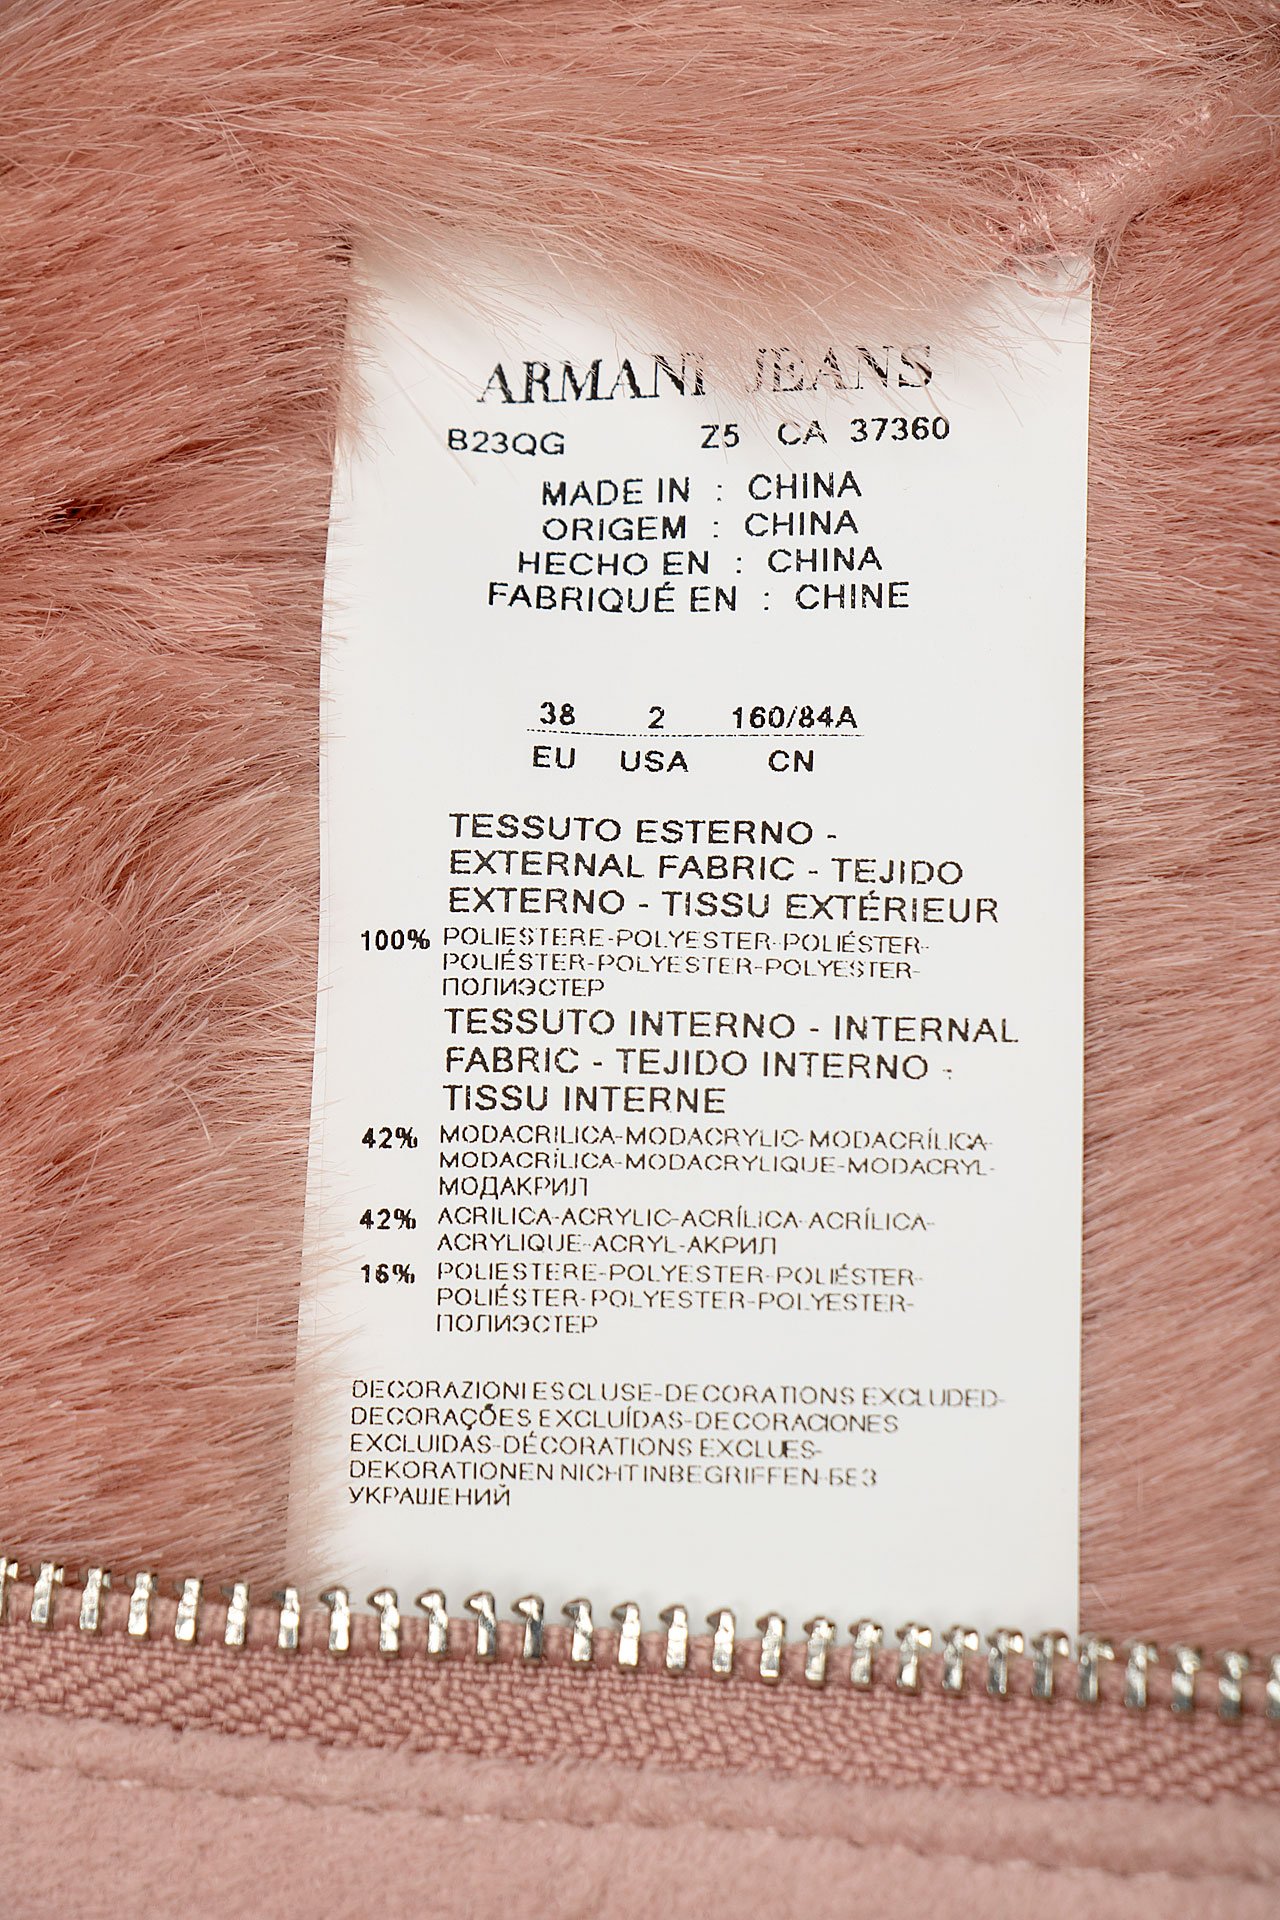 ARMANI JEANS
B23QG Z5 CA 37360
MADE IN : CHINA
ORIGEM : CHINA
HECHO EN : CHINA
FABRIQUÉ EN : CHINE
38 2 160/84A
EU USA CN
TESSUTO ESTERNO -
EXTERNAL FABRIC - TEJIDO
EXTERNO - TISSU EXTÉRIEUR
100% POLIESTERE-POLYESTER-POLIÉSTER-
POLIÉSTER-POLYESTER-POLYESTER-
ПОЛИЭСТЕР
TESSUTO INTERNO - INTERNAL
FABRIC - TEJIDO INTERNO -
TISSU INTERNE
42% MODACRILICA-MODACRYLIC-MODACRÍLICA-
MODACRÍLICA-MODACRYLIQUE-MODACRYL-
МОДАКРИЛ
42% ACRILICA-ACRYLIC-ACRÍLICA-ACRÍLICA-
ACRYLIQUE-ACRYL-АКРИЛ
16% POLIESTERE-POLYESTER-POLIÉSTER-
POLIÉSTER-POLYESTER-POLYESTER-
ПОЛИЭСТЕР
DECORAZIONI ESCLUSE-DECORATIONS EXCLUDED-
DECORAÇÕES EXCLUÍDAS-DECORACIONES
EXCLUIDAS-DÉCORATIONS EXCLUES-
DEKORATIONEN NICHT INBEGRIFFEN-БЕЗ
УКРАШЕНИЙ